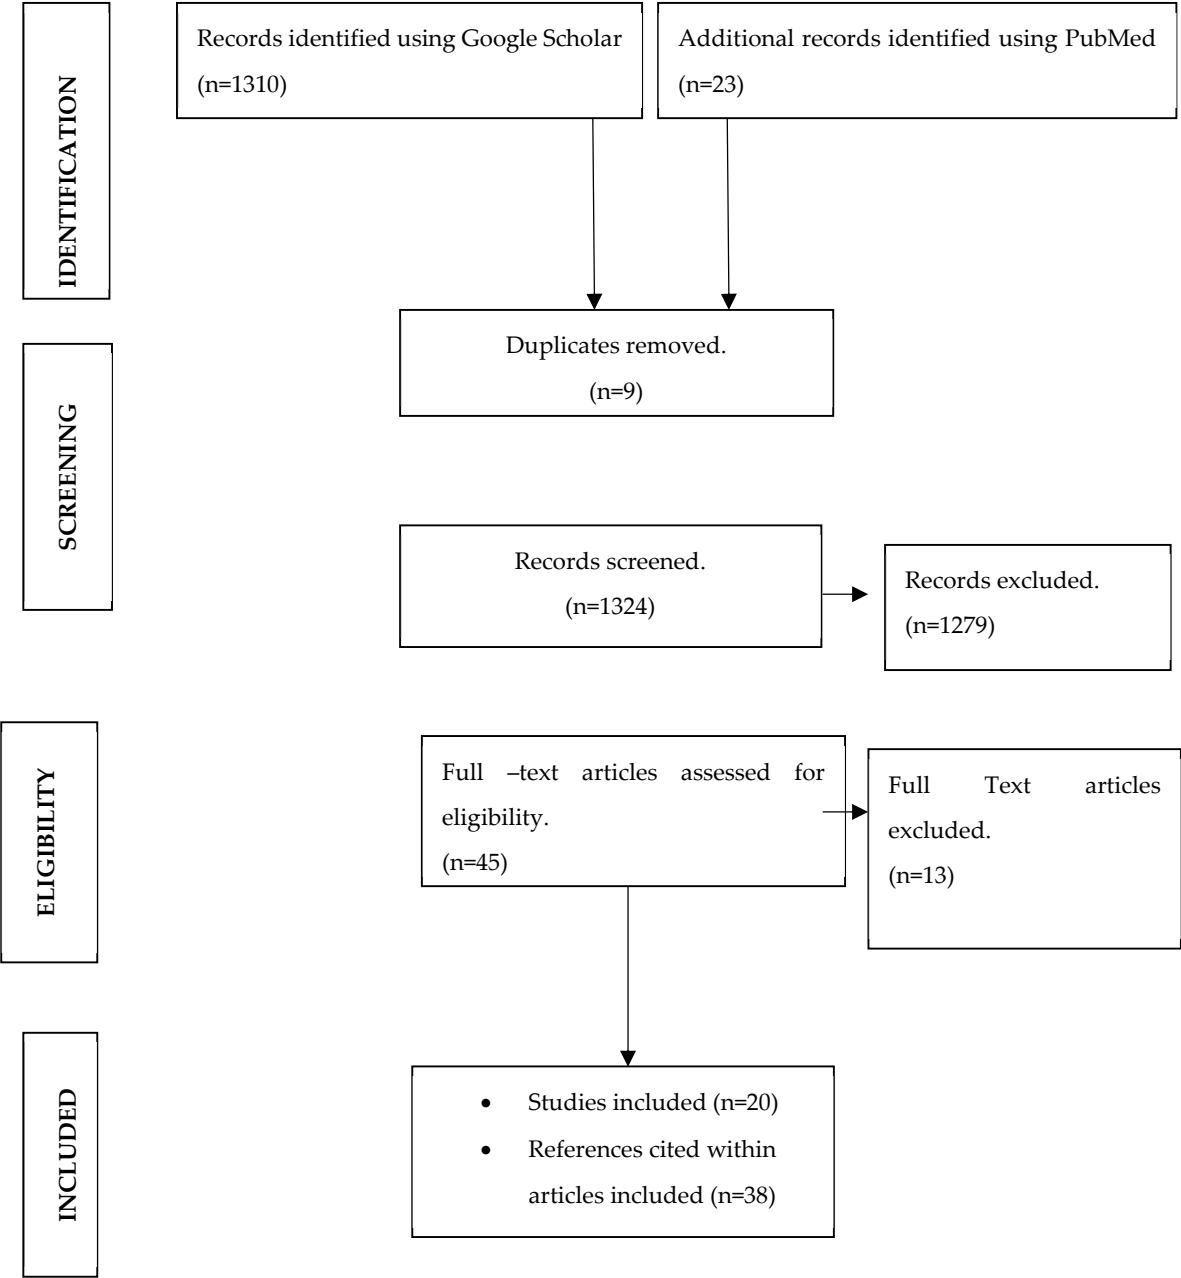 IDENTIFICATION
Records identified using Google Scholar
(n=1310)
Additional records identified using PubMed
(n=23)
Duplicates removed.
(n=9)
SCREENING
Records screened.
(n=1324)
Records excluded.
(n=1279)
ELIGIBILITY
Full –text articles assessed for
eligibility.
(n=45)
Full Text articles
excluded.
(n=13)
INCLUDED
• Studies included (n=20)
• References cited within
articles included (n=38)